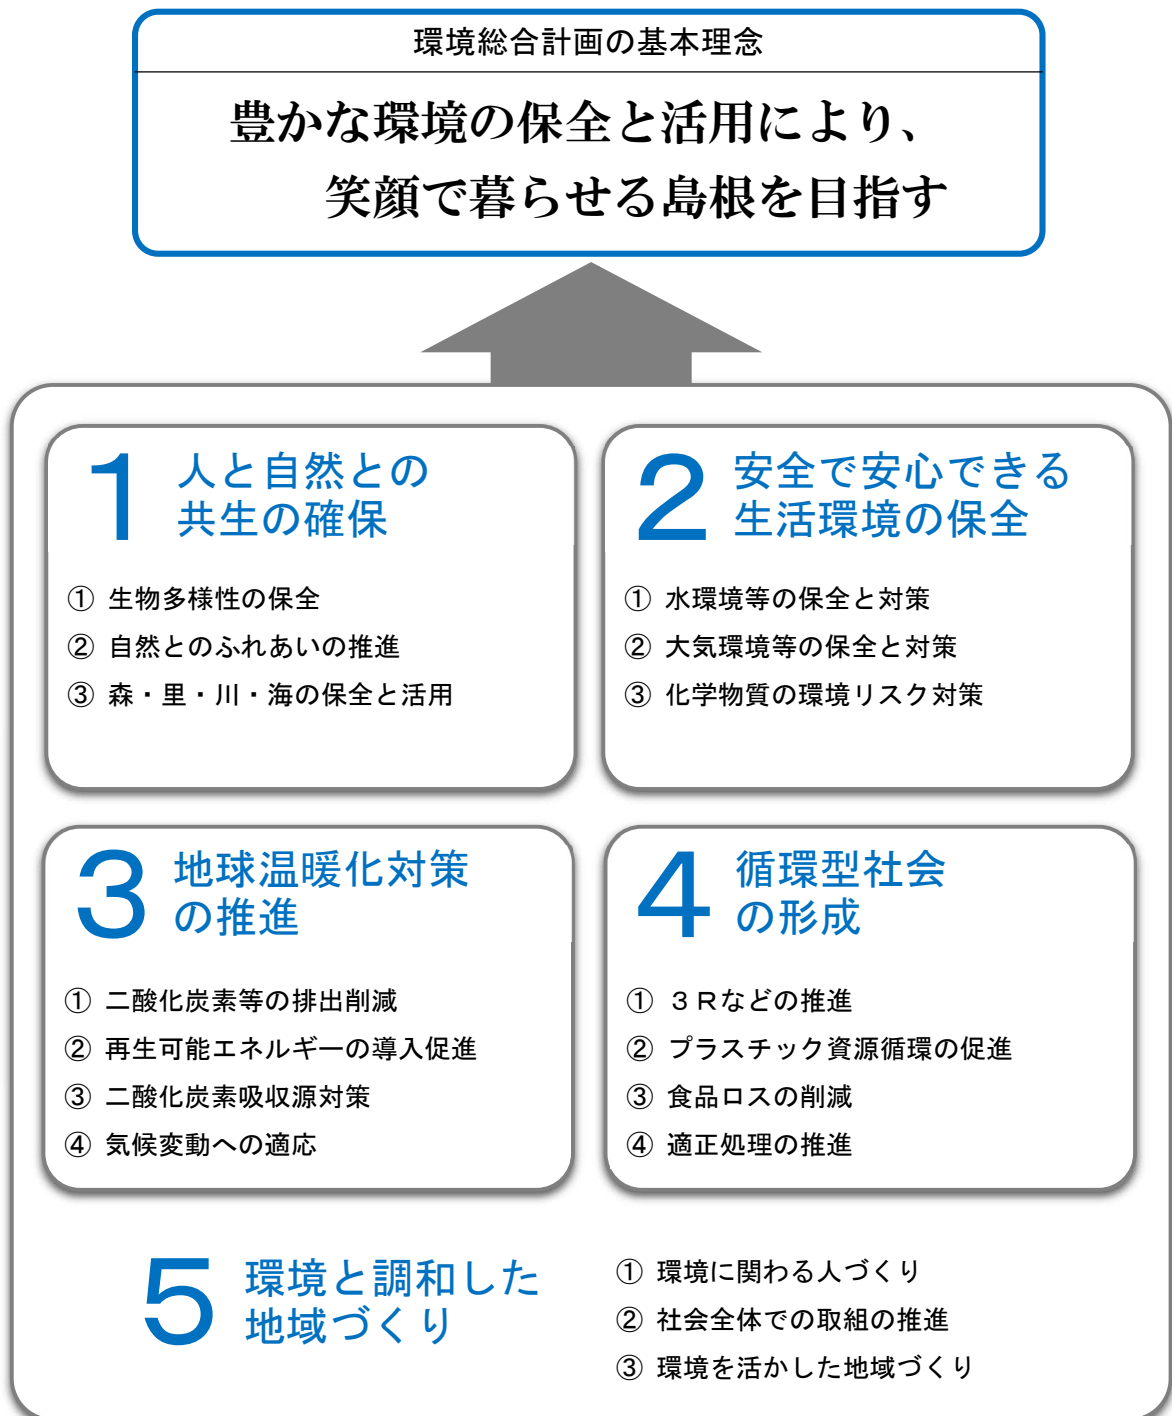 環境総合計画の基本理念
豊かな環境の保全と活用により、
笑顔で暮らせる島根を目指す
1 人と自然との
共生の確保
① 生物多様性の保全
② 自然とのふれあいの推進
③ 森・里・川・海の保全と活用
2 安全で安心できる
生活環境の保全
① 水環境等の保全と対策
② 大気環境等の保全と対策
③ 化学物質の環境リスク対策
3 地球温暖化対策
の推進
① 二酸化炭素等の排出削減
② 再生可能エネルギーの導入促進
③ 二酸化炭素吸収源対策
④ 気候変動への適応
4 循環型社会
の形成
① ３Ｒなどの推進
② プラスチック資源循環の促進
③ 食品ロスの削減
④ 適正処理の推進
5 環境と調和した
地域づくり
① 環境に関わる人づくり
② 社会全体での取組の推進
③ 環境を活かした地域づくり